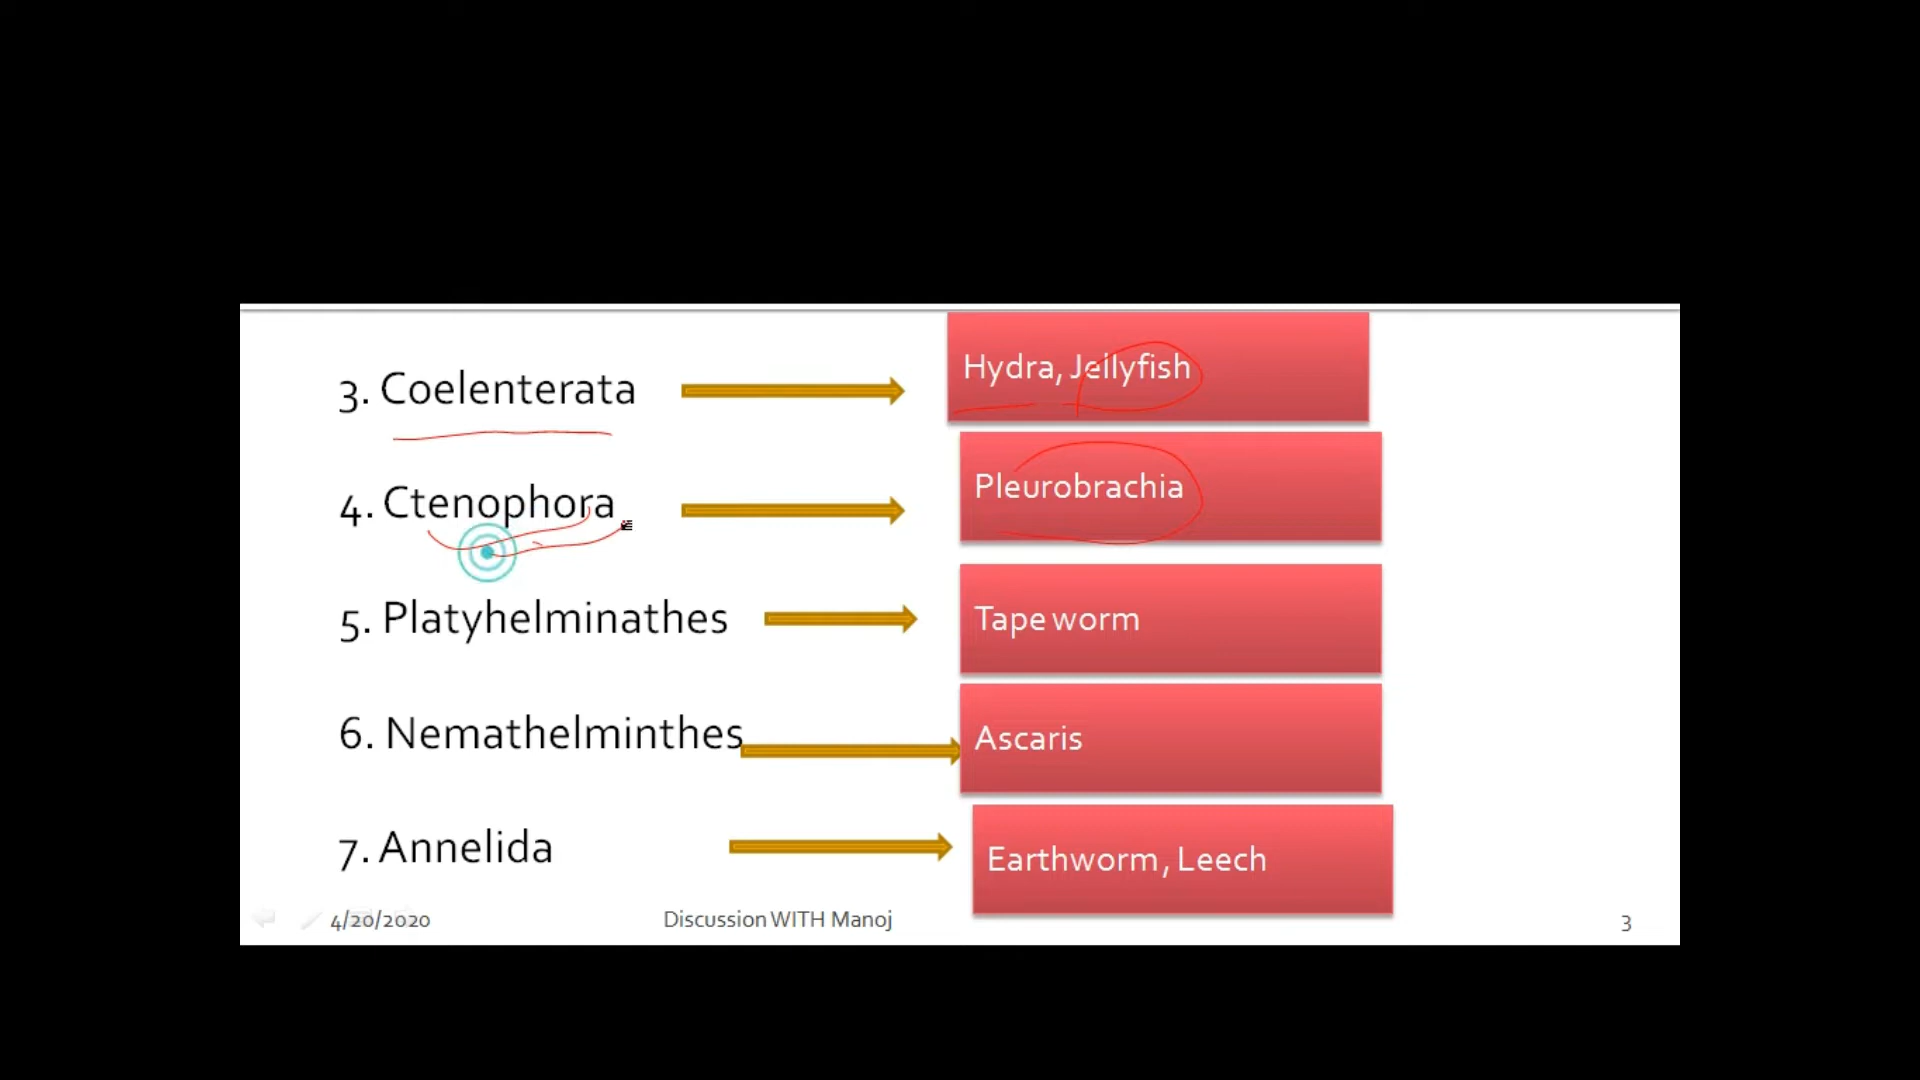 3. Coelenterata
Hydra, Jellyfish
4. Ctenophora
Pleurobrachia
5. Platyhelminathes
Tape worm
6. Nemathelminthes
Ascaris
7. Annelida
Earthworm, Leech
4/20/2020
Discussion WITH Manoj
3